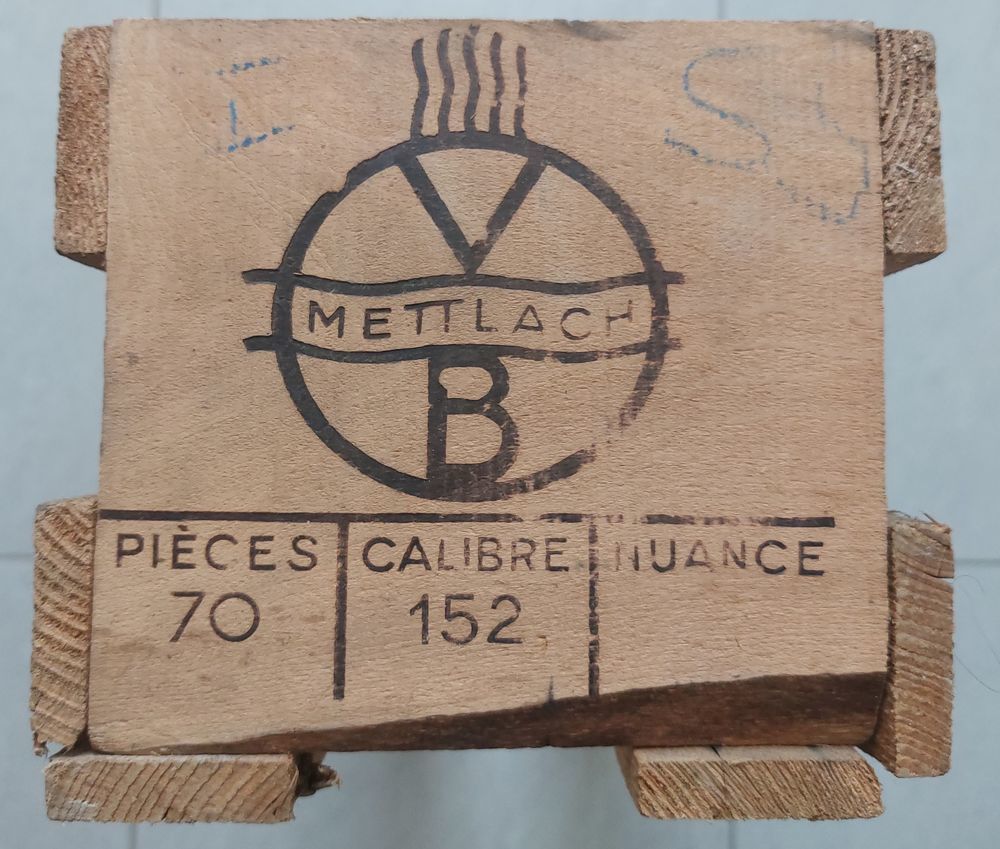 V
METTLACH
B
PIÈCES CALIBRE NUANCE
70 152